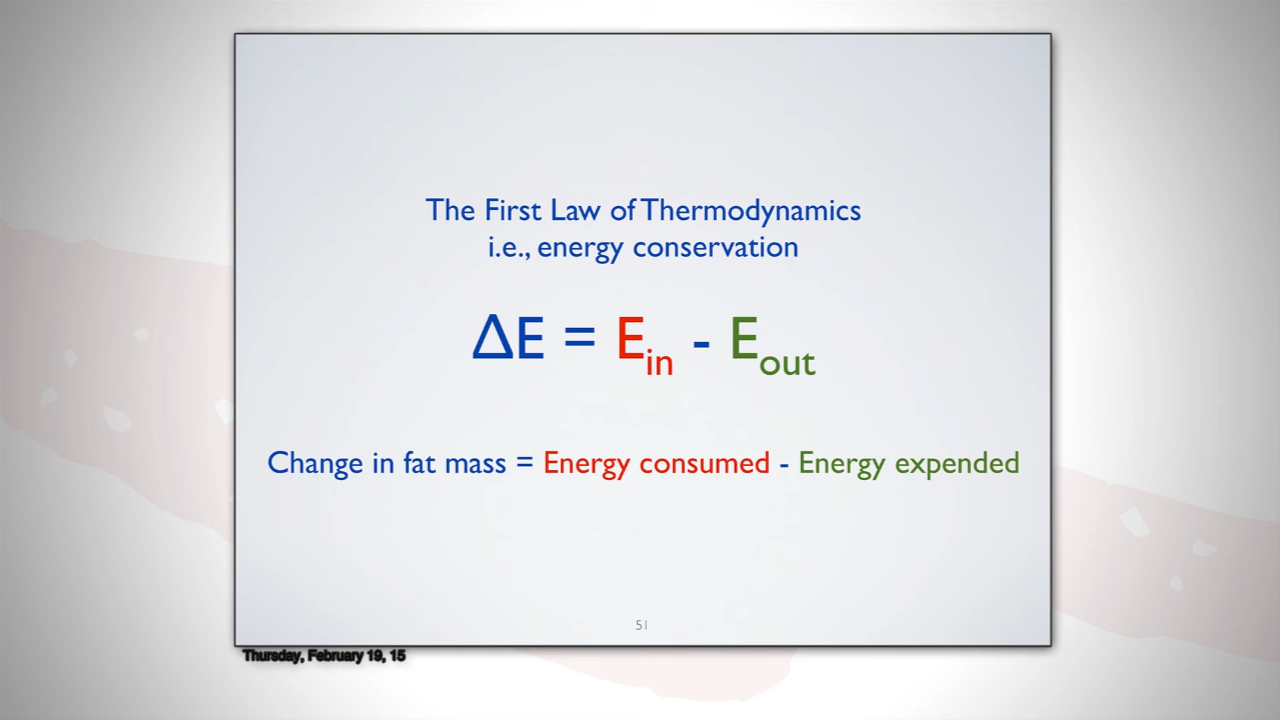 The First Law of Thermodynamics
i.e., energy conservation
ΔE = Ein - Eout
Change in fat mass = Energy consumed - Energy expended
51
Thursday, February 19, 15